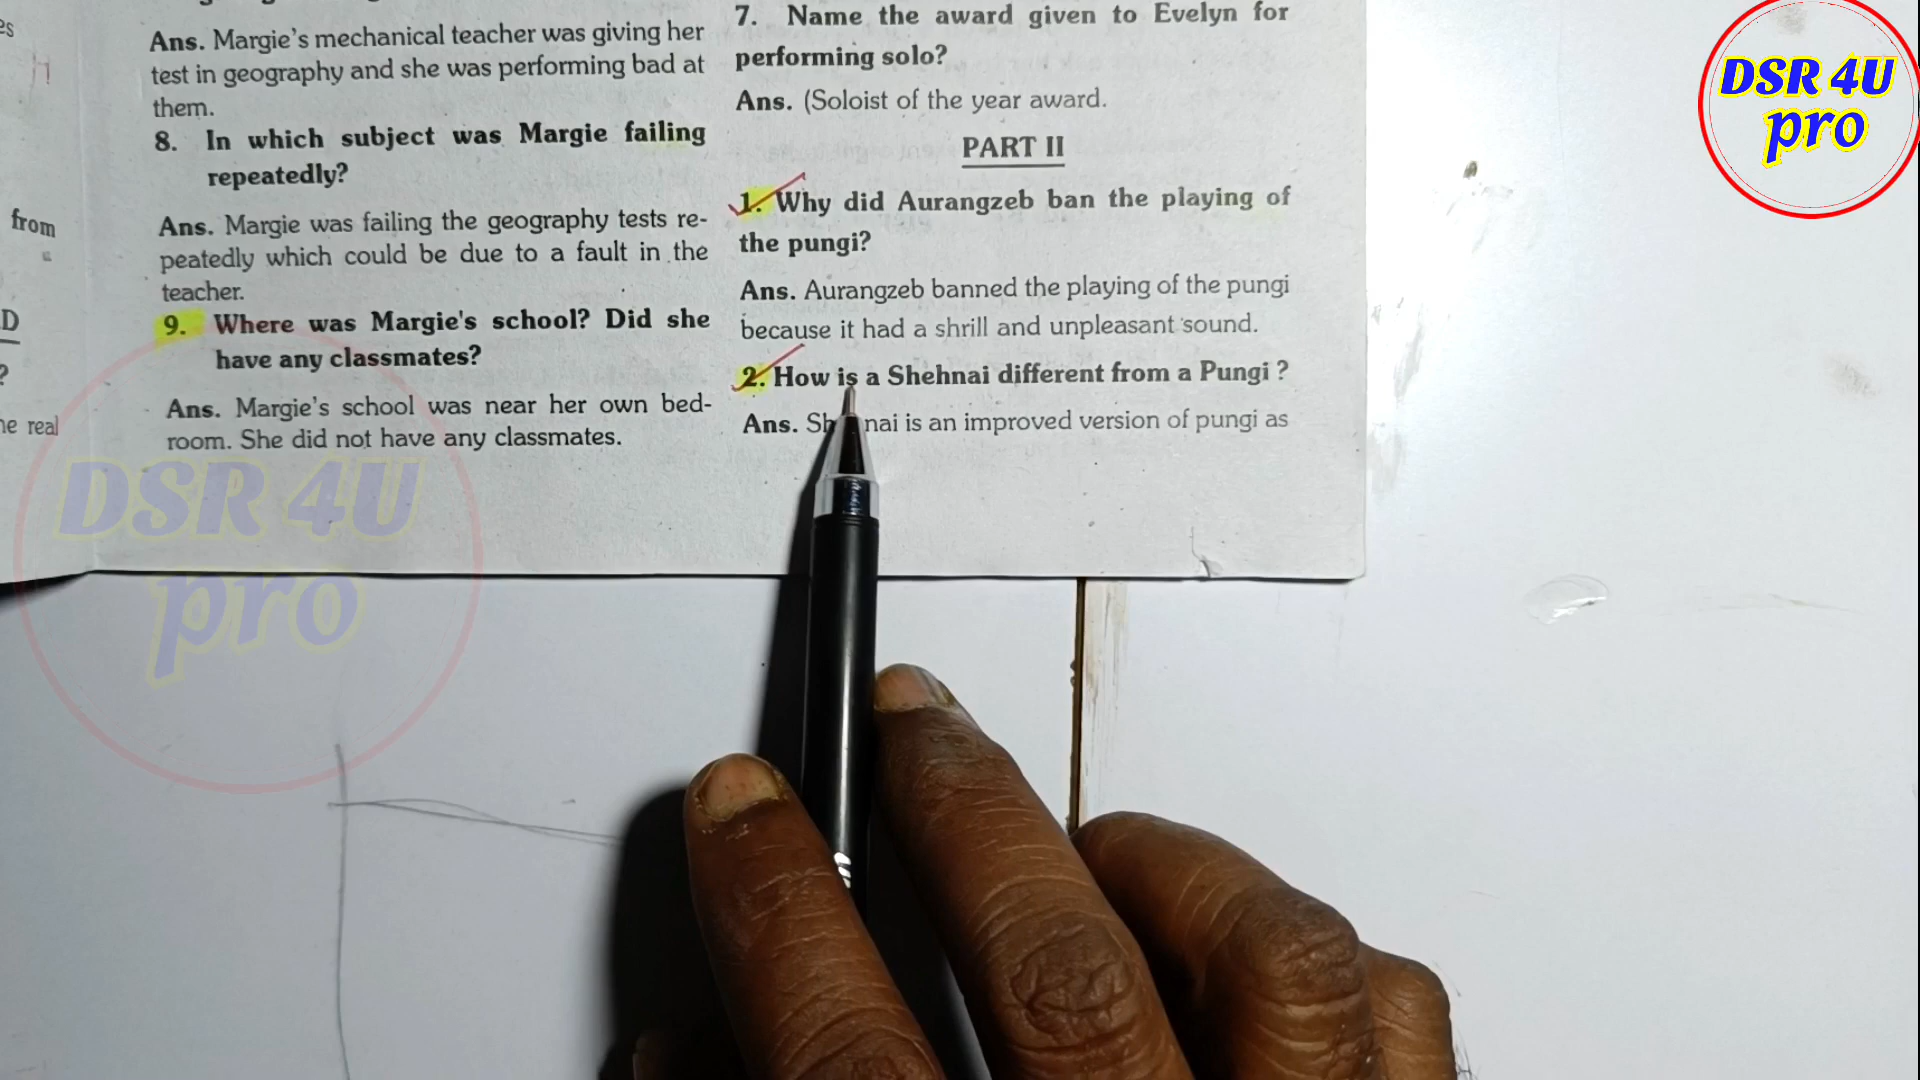 es
from
D
?
he real
Ans. Margie's mechanical teacher was giving her
test in geography and she was performing bad at
them.
8. In which subject was Margie failing
repeatedly?
Ans. Margie was failing the geography tests re-
peatedly which could be due to a fault in the
teacher.
9. Where was Margie's school? Did she
have any classmates?
Ans. Margie's school was near her own bed-
room. She did not have any classmates.
7. Name the award given to Evelyn for
performing solo?
Ans. (Soloist of the year award.
PART II
1. Why did Aurangzeb ban the playing of
the pungi?
Ans. Aurangzeb banned the playing of the pungi
because it had a shrill and unpleasant sound.
2. How is a Shehnai different from a Pungi ?
Ans. Sh nai is an improved version of pungi as
DSR 4U
pro
DSR 4U
pro